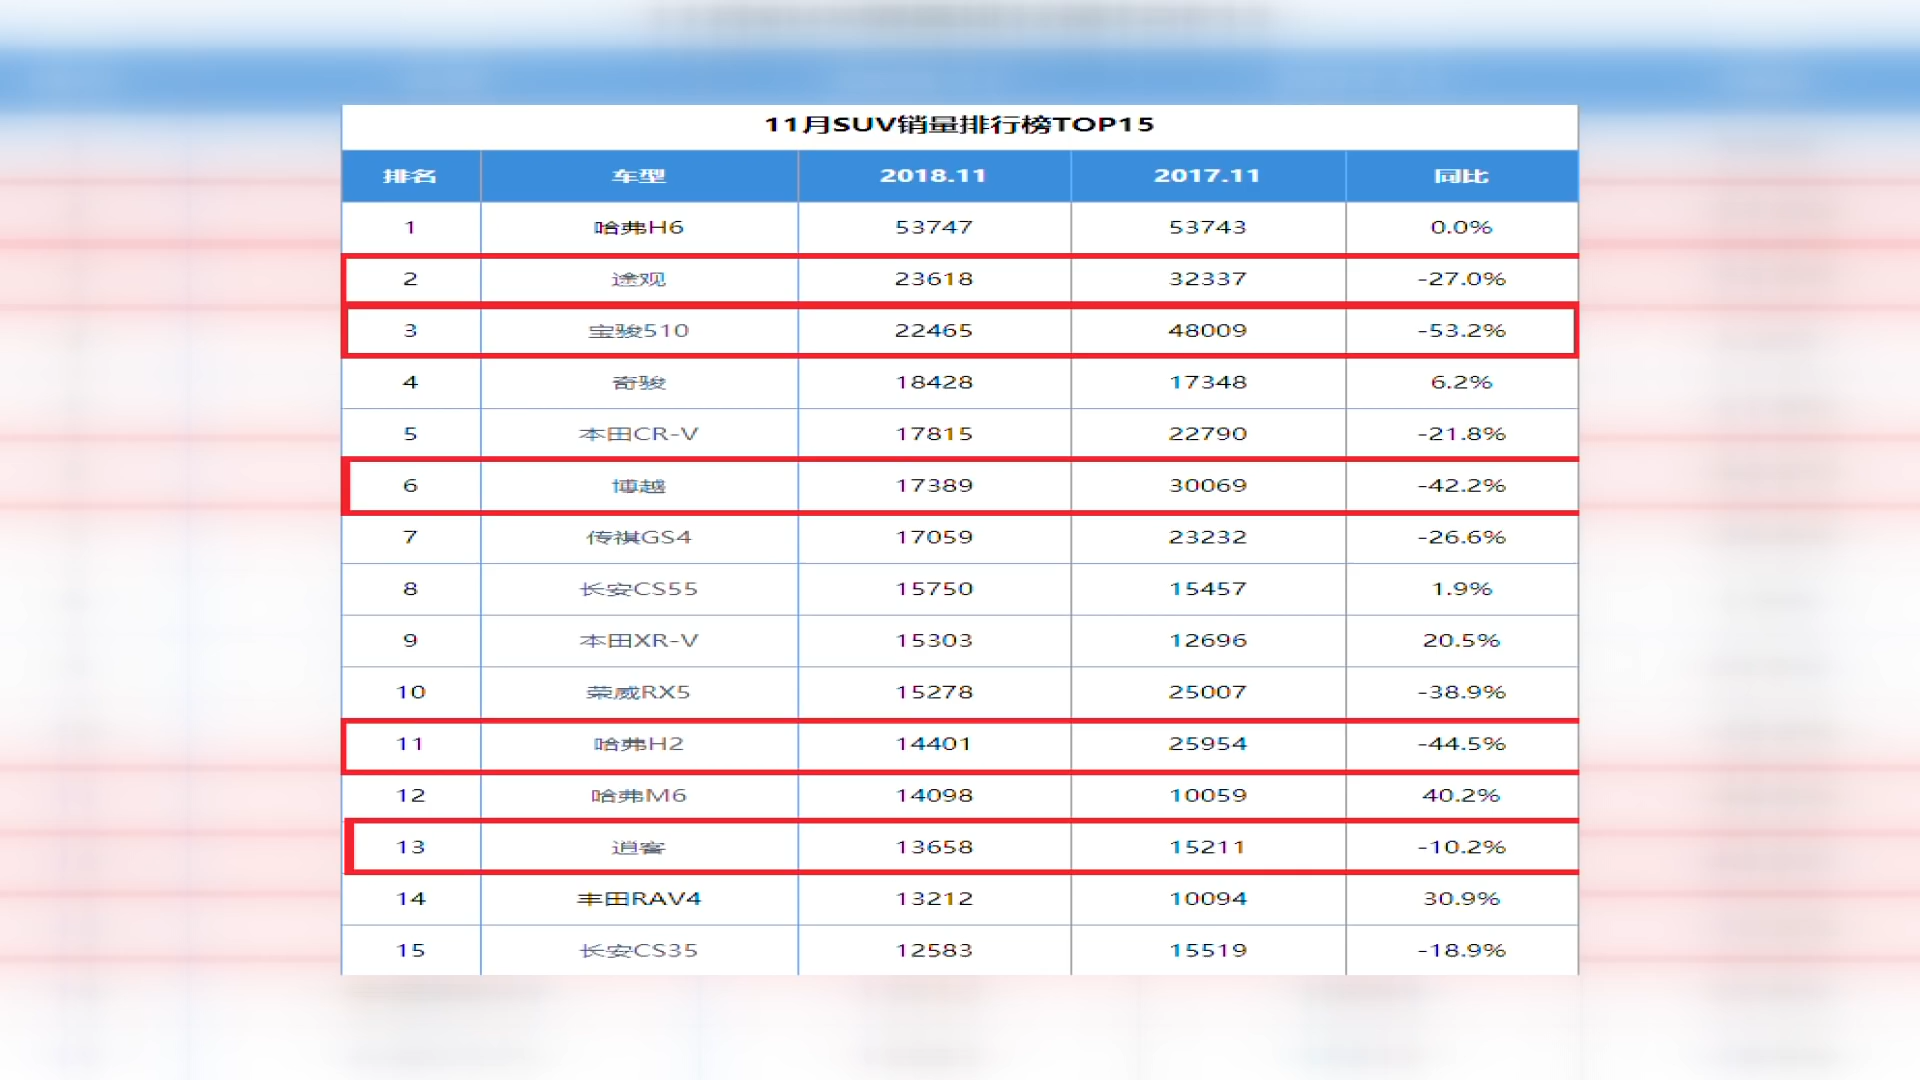 11月SUV销量排行榜TOP15
排名 车型 2018.11 2017.11 同比
1 哈弗H6 53747 53743 0.0%
2 途观 23618 32337 -27.0%
3 宝骏510 22465 48009 -53.2%
4 奇骏 18428 17348 6.2%
5 本田CR-V 17815 22790 -21.8%
6 博越 17389 30069 -42.2%
7 传祺GS4 17059 23232 -26.6%
8 长安CS55 15750 15457 1.9%
9 本田XR-V 15303 12696 20.5%
10 荣威RX5 15278 25007 -38.9%
11 哈弗H2 14401 25954 -44.5%
12 哈弗M6 14098 10059 40.2%
13 逍客 13658 15211 -10.2%
14 丰田RAV4 13212 10094 30.9%
15 长安CS35 12583 15519 -18.9%